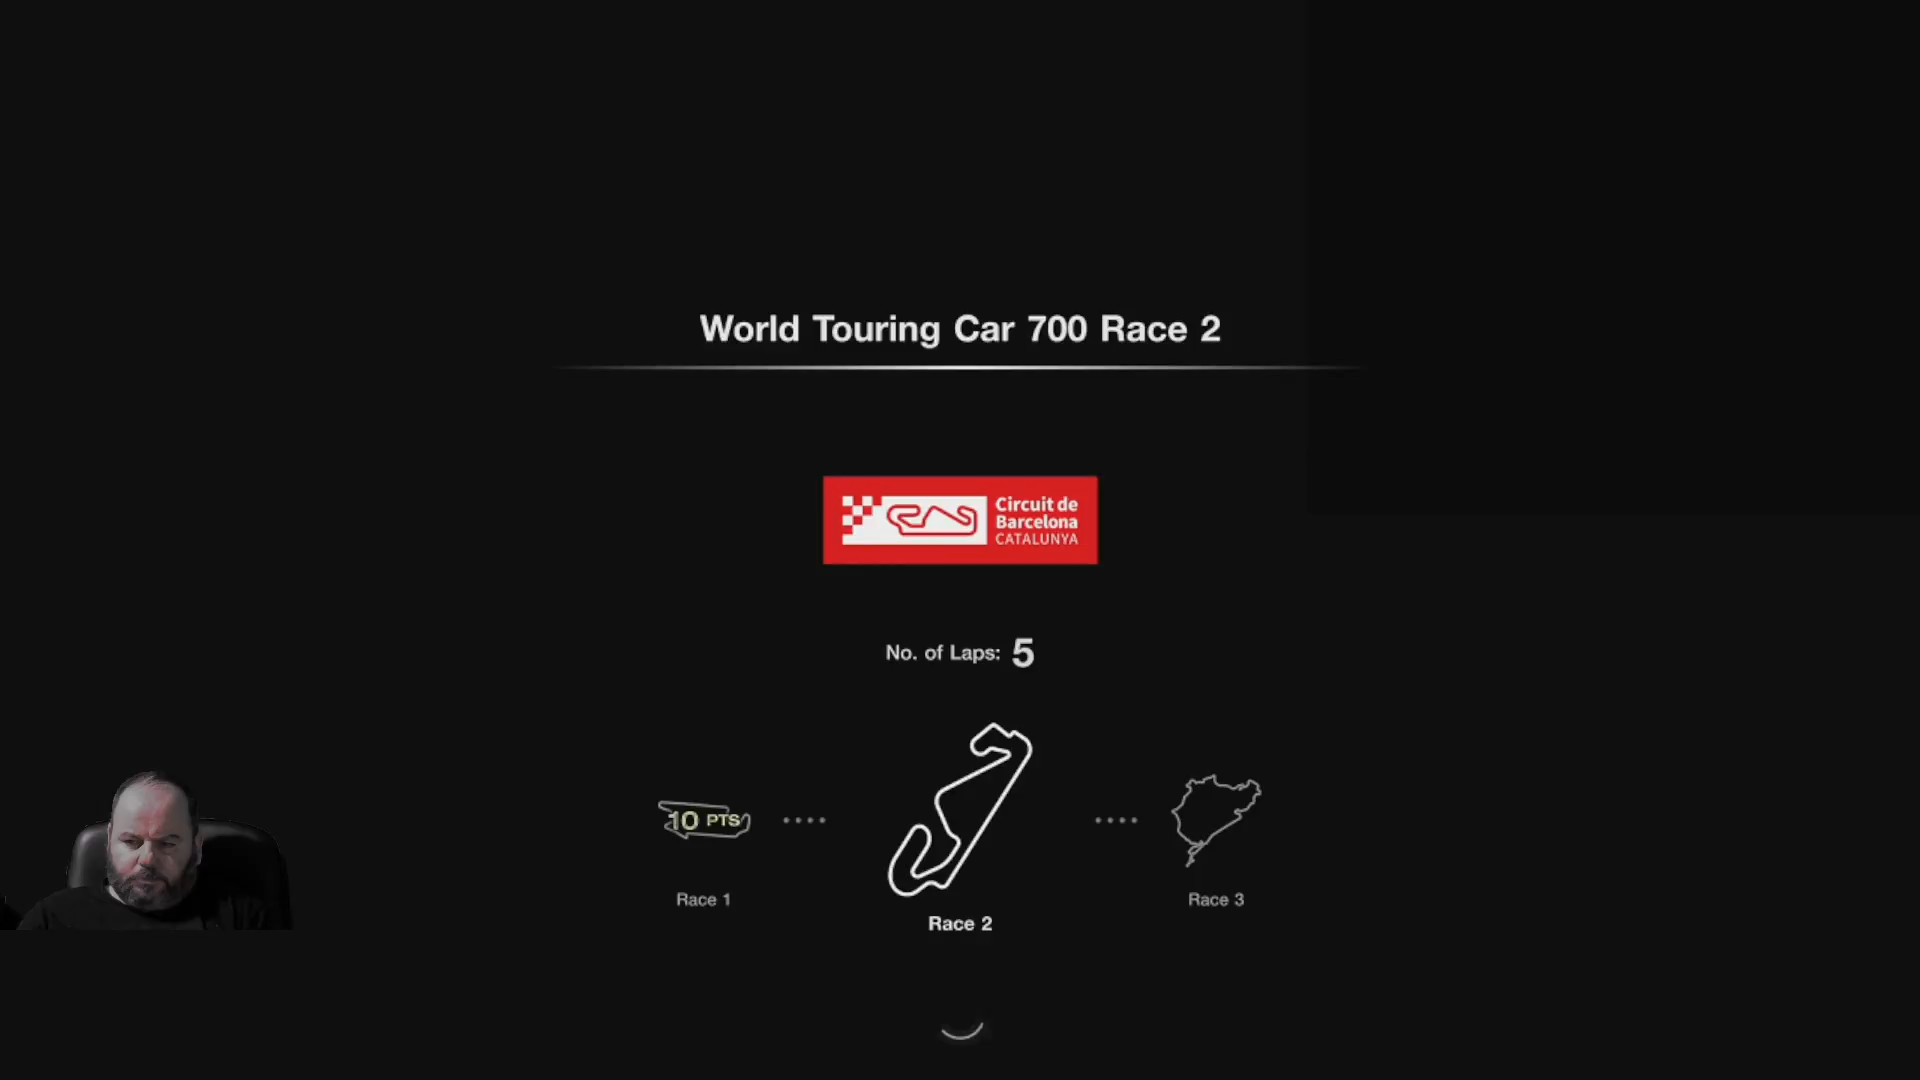 World Touring Car 700 Race 2
Circuit de
Barcelona
CATALUNYA
No. of Laps: 5
10 PTS
Race 1
Race 2
Race 3